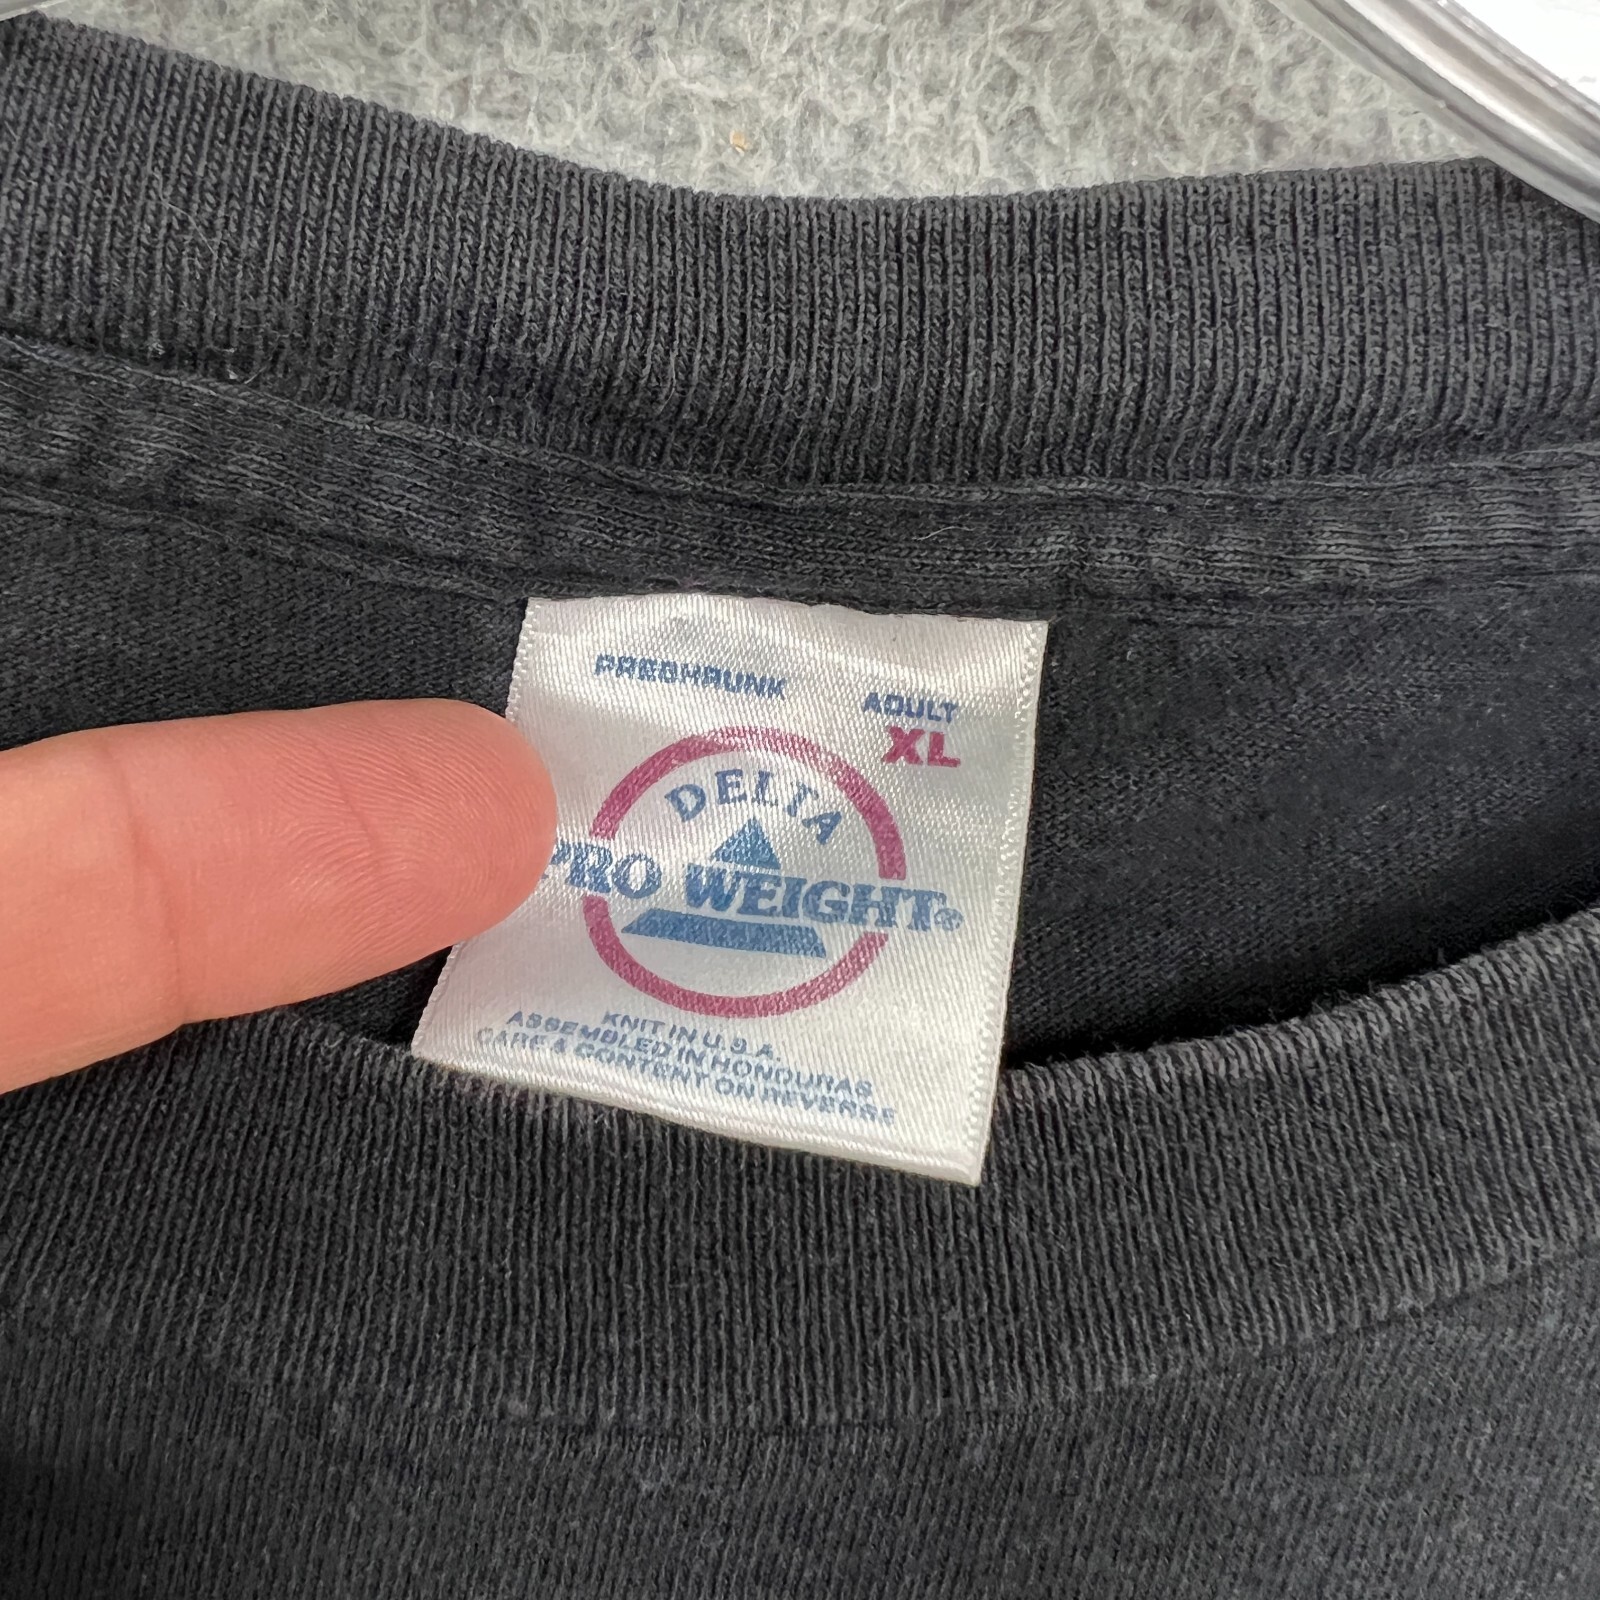 PRESHRUNK
ADULT
XL
DELTA
PRO WEIGHT®
KNIT IN U.S.A.
ASSEMBLED IN HONDURAS
CARE & CONTENT ON REVERSE